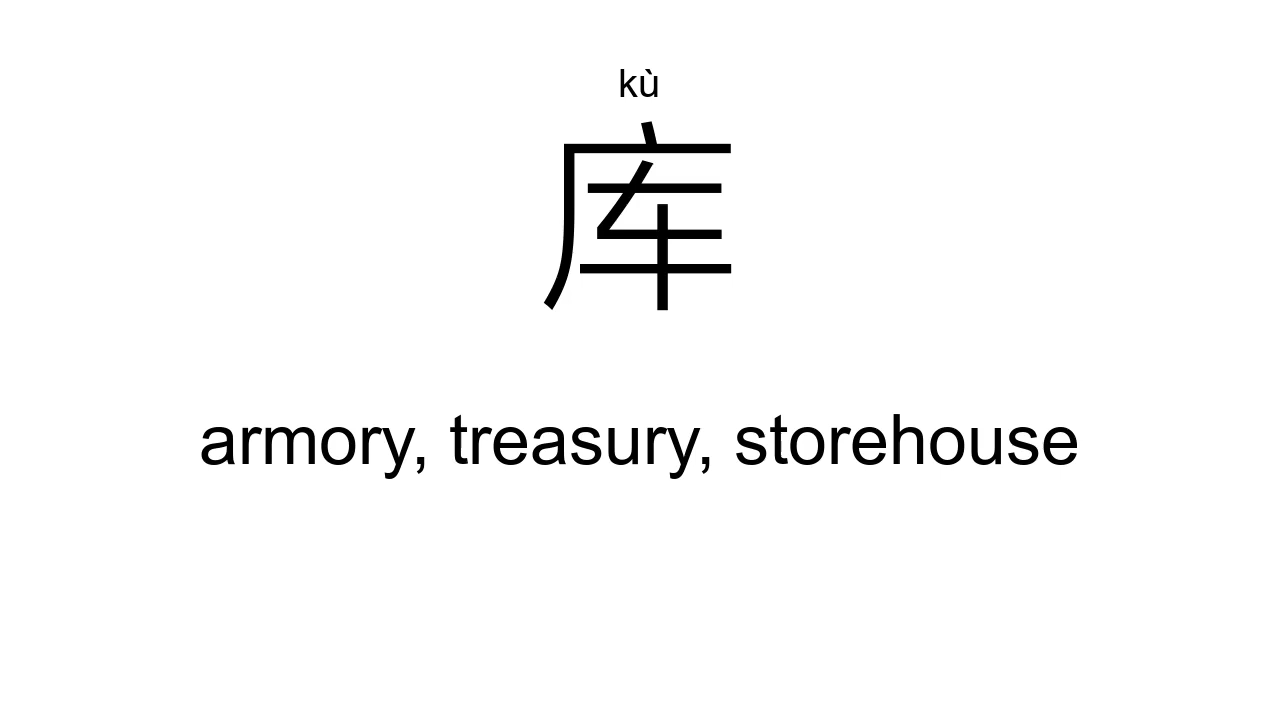 kù
库
armory, treasury, storehouse